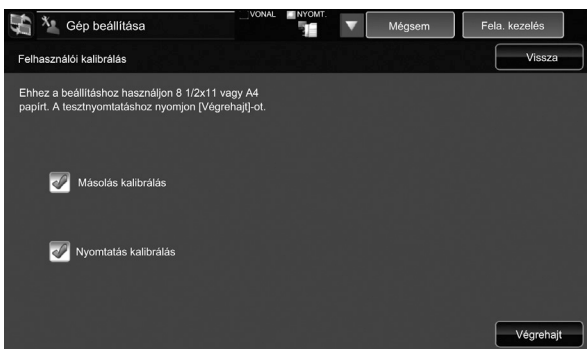 Gép beállítása
VONAL
NYOMT.
Mégsem
Fela. kezelés
Felhasználói kalibrálás
Vissza
Ehhez a beállításhoz használjon 8 1/2x11 vagy A4
papírt. A tesztnyomtatáshoz nyomjon [Végrehajt]-ot.
Másolás kalibrálás
Nyomtatás kalibrálás
Végrehajt